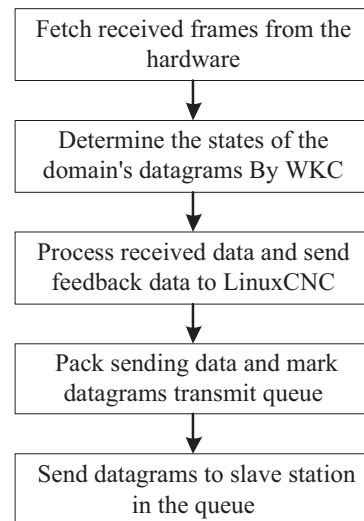 Fetch received frames from the
hardware
Determine the states of the
domain's datagrams By WKC
Process received data and send
feedback data to LinuxCNC
Pack sending data and mark
datagrams transmit queue
Send datagrams to slave station
in the queue